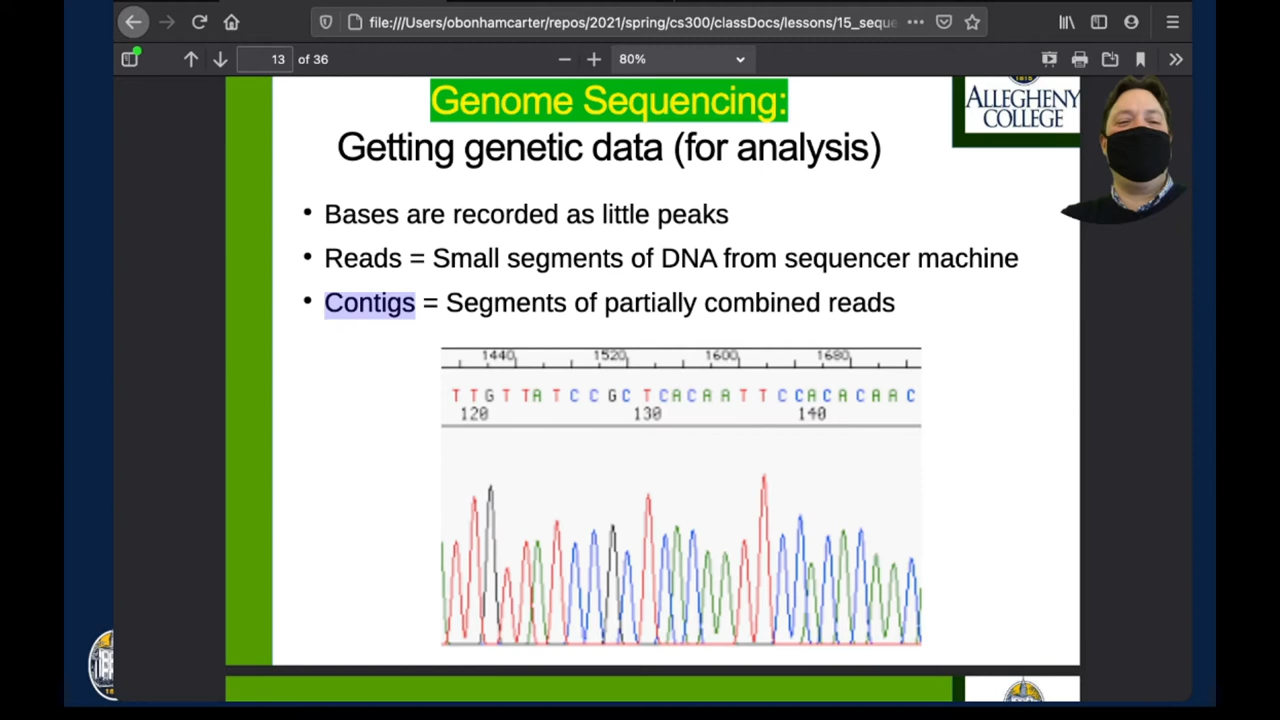 file:///Users/obonhamcarter/repos/2021/spring/cs300/classDocs/lessons/15_seque
13 of 36
80%
Genome Sequencing:
Getting genetic data (for analysis)
1815
ALLEGHENY
COLLEGE
• Bases are recorded as little peaks
• Reads = Small segments of DNA from sequencer machine
• Contigs = Segments of partially combined reads
1440 1520 1600 1680
T T G T T A T C C G C T C A C A A T T C C A C A C A A C
120 130 140